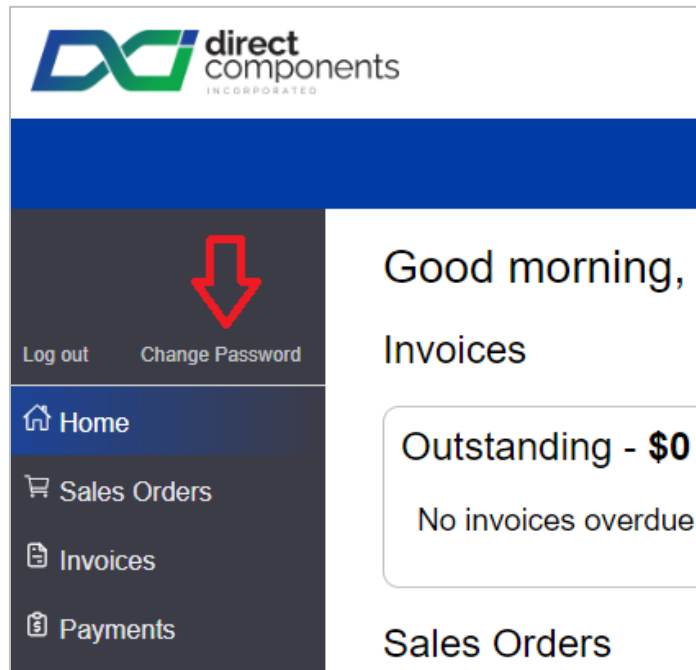 direct
components
INCORPORATED
Good morning,
Log out
Change Password
Invoices
Home
Outstanding - $0
Sales Orders
No invoices overdue
Invoices
Payments
Sales Orders